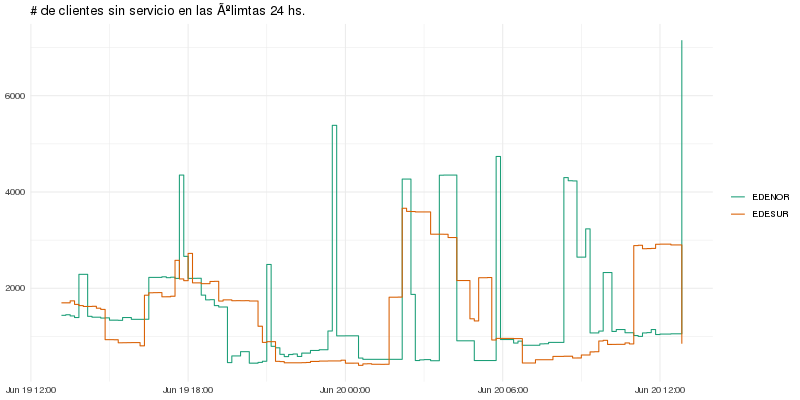 # de clientes sin servicio en las Ãºlimtas 24 hs.
6000
4000
2000
EDENOR
EDESUR
Jun 19 12:00
Jun 19 18:00
Jun 20 00:00
Jun 20 06:00
Jun 20 12:00